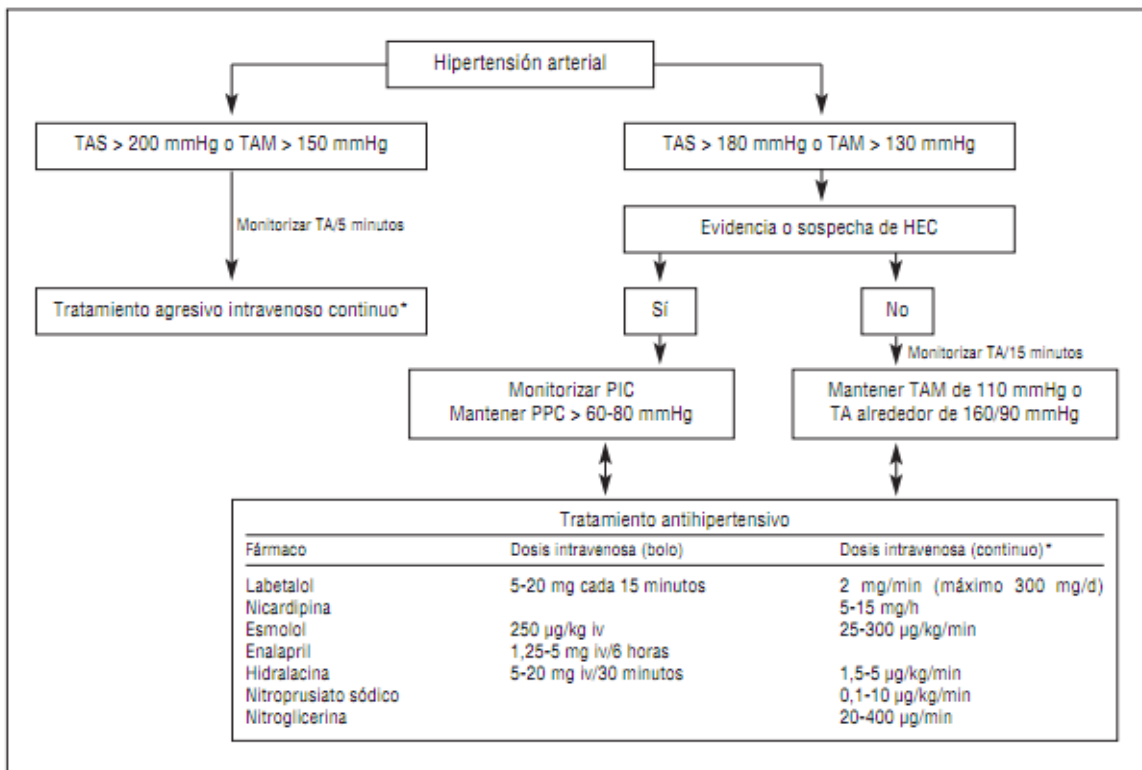 Hipertensión arterial
TAS > 200 mmHg o TAM > 150 mmHg
TAS > 180 mmHg o TAM > 130 mmHg
Monitorizar TA/5 minutos
Evidencia o sospecha de HEC
Tratamiento agresivo intravenoso continuo*
Sí
No
Monitorizar TA/15 minutos
Monitorizar PIC
Mantener PPC > 60-80 mmHg
Mantener TAM de 110 mmHg o
TA alrededor de 160/90 mmHg
Tratamiento antihipertensivo
Fármaco Dosis intravenosa (bolo) Dosis intravenosa (continuo)*
Labetalol 5-20 mg cada 15 minutos 2 mg/min (máximo 300 mg/d)
Nicardipina 5-15 mg/h
Esmolol 250 µg/kg iv 25-300 µg/kg/min
Enalapril 1,25-5 mg iv/6 horas
Hidralacina 5-20 mg iv/30 minutos 1,5-5 µg/kg/min
Nitroprusiato sódico 0,1-10 µg/kg/min
Nitroglicerina 20-400 µg/min